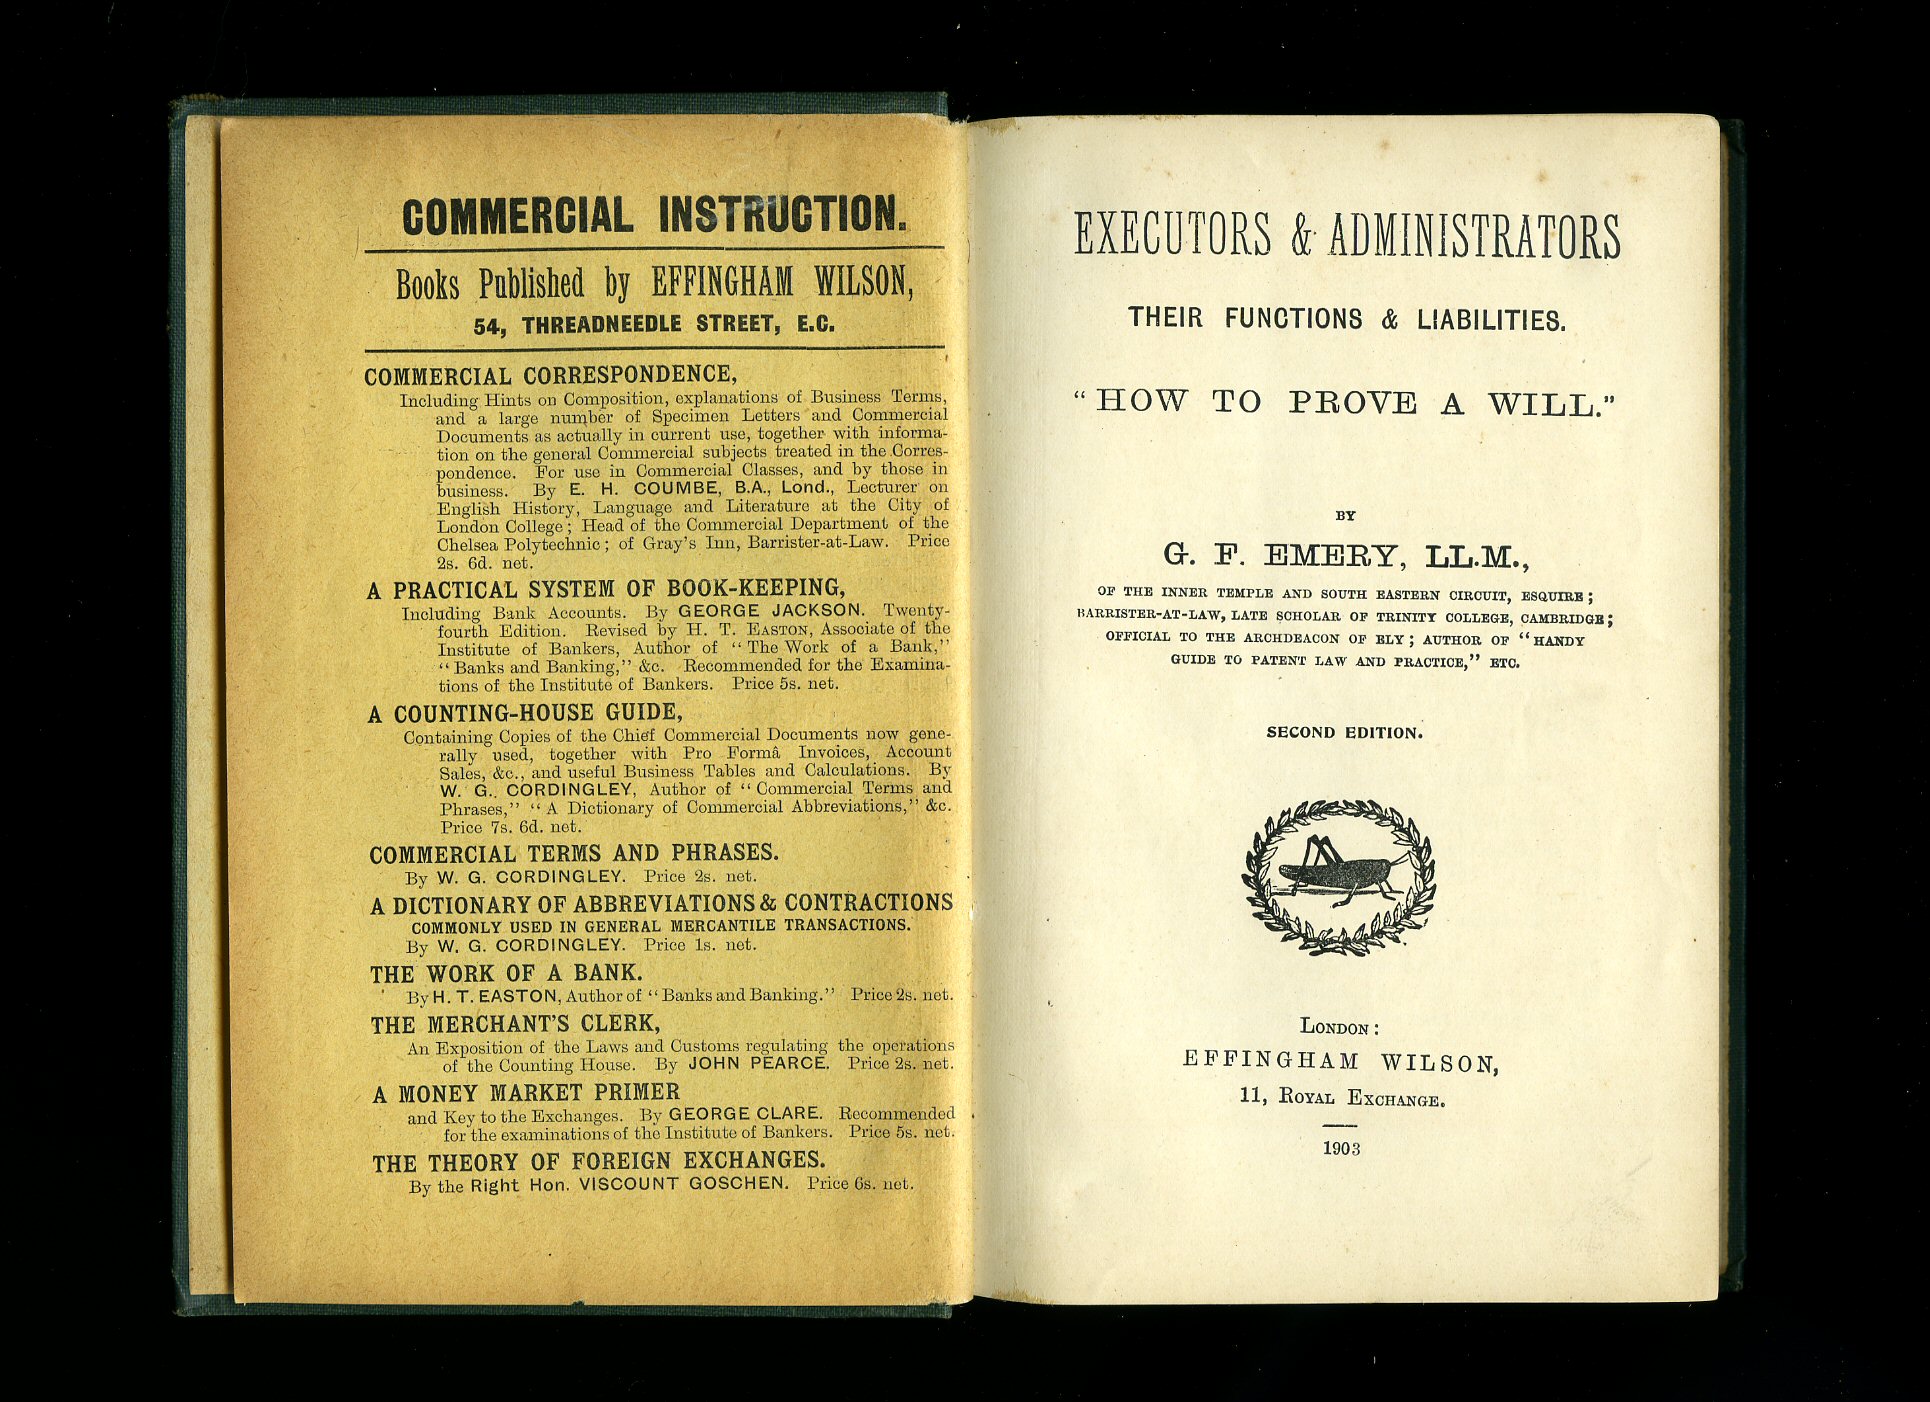 COMMERCIAL INSTRUCTION.
Books Published by EFFINGHAM WILSON,
54, THREADNEEDLE STREET, E.C.
COMMERCIAL CORRESPONDENCE,
Including Hints on Composition, explanations of Business Terms,
and a large number of Specimen Letters and Commercial
Documents as actually in current use, together with informa-
tion on the general Commercial subjects treated in the Corres-
pondence. For use in Commercial Classes, and by those in
business. By E. H. COUMBE, B.A., Lond., Lecturer on
English History, Language and Literature at the City of
London College; Head of the Commercial Department of the
Chelsea Polytechnic; of Gray's Inn, Barrister-at-Law. Price
2s. 6d. net.
A PRACTICAL SYSTEM OF BOOK-KEEPING,
Including Bank Accounts. By GEORGE JACKSON. Twenty-
fourth Edition. Revised by H. T. EASTON, Associate of the
Institute of Bankers, Author of "The Work of a Bank,"
"Banks and Banking," &c. Recommended for the Examina-
tions of the Institute of Bankers. Price 5s. net.
A COUNTING-HOUSE GUIDE,
Containing Copies of the Chief Commercial Documents now gene-
rally used, together with Pro Formâ Invoices, Account
Sales, &c., and useful Business Tables and Calculations. By
W. G. CORDINGLEY, Author of "Commercial Terms and
Phrases," "A Dictionary of Commercial Abbreviations," &c.
Price 7s. 6d. net.
COMMERCIAL TERMS AND PHRASES.
By W. G. CORDINGLEY. Price 2s. net.
A DICTIONARY OF ABBREVIATIONS & CONTRACTIONS
COMMONLY USED IN GENERAL MERCANTILE TRANSACTIONS.
By W. G. CORDINGLEY. Price 1s. net.
THE WORK OF A BANK.
By H. T. EASTON, Author of "Banks and Banking." Price 2s. net.
THE MERCHANT'S CLERK,
An Exposition of the Laws and Customs regulating the operations
of the Counting House. By JOHN PEARCE. Price 2s. net.
A MONEY MARKET PRIMER
and Key to the Exchanges. By GEORGE CLARE. Recommended
for the examinations of the Institute of Bankers. Price 5s. net.
THE THEORY OF FOREIGN EXCHANGES.
By the Right Hon. VISCOUNT GOSCHEN. Price 6s. net.
EXECUTORS & ADMINISTRATORS
THEIR FUNCTIONS & LIABILITIES.
"HOW TO PROVE A WILL."
BY
G. F. EMERY, LL.M.,
OF THE INNER TEMPLE AND SOUTH EASTERN CIRCUIT, ESQUIRE;
BARRISTER-AT-LAW, LATE SCHOLAR OF TRINITY COLLEGE, CAMBRIDGE;
OFFICIAL TO THE ARCHDEACON OF ELY; AUTHOR OF "HANDY
GUIDE TO PATENT LAW AND PRACTICE," ETC.
SECOND EDITION.
LONDON:
EFFINGHAM WILSON,
11, ROYAL EXCHANGE.
1903